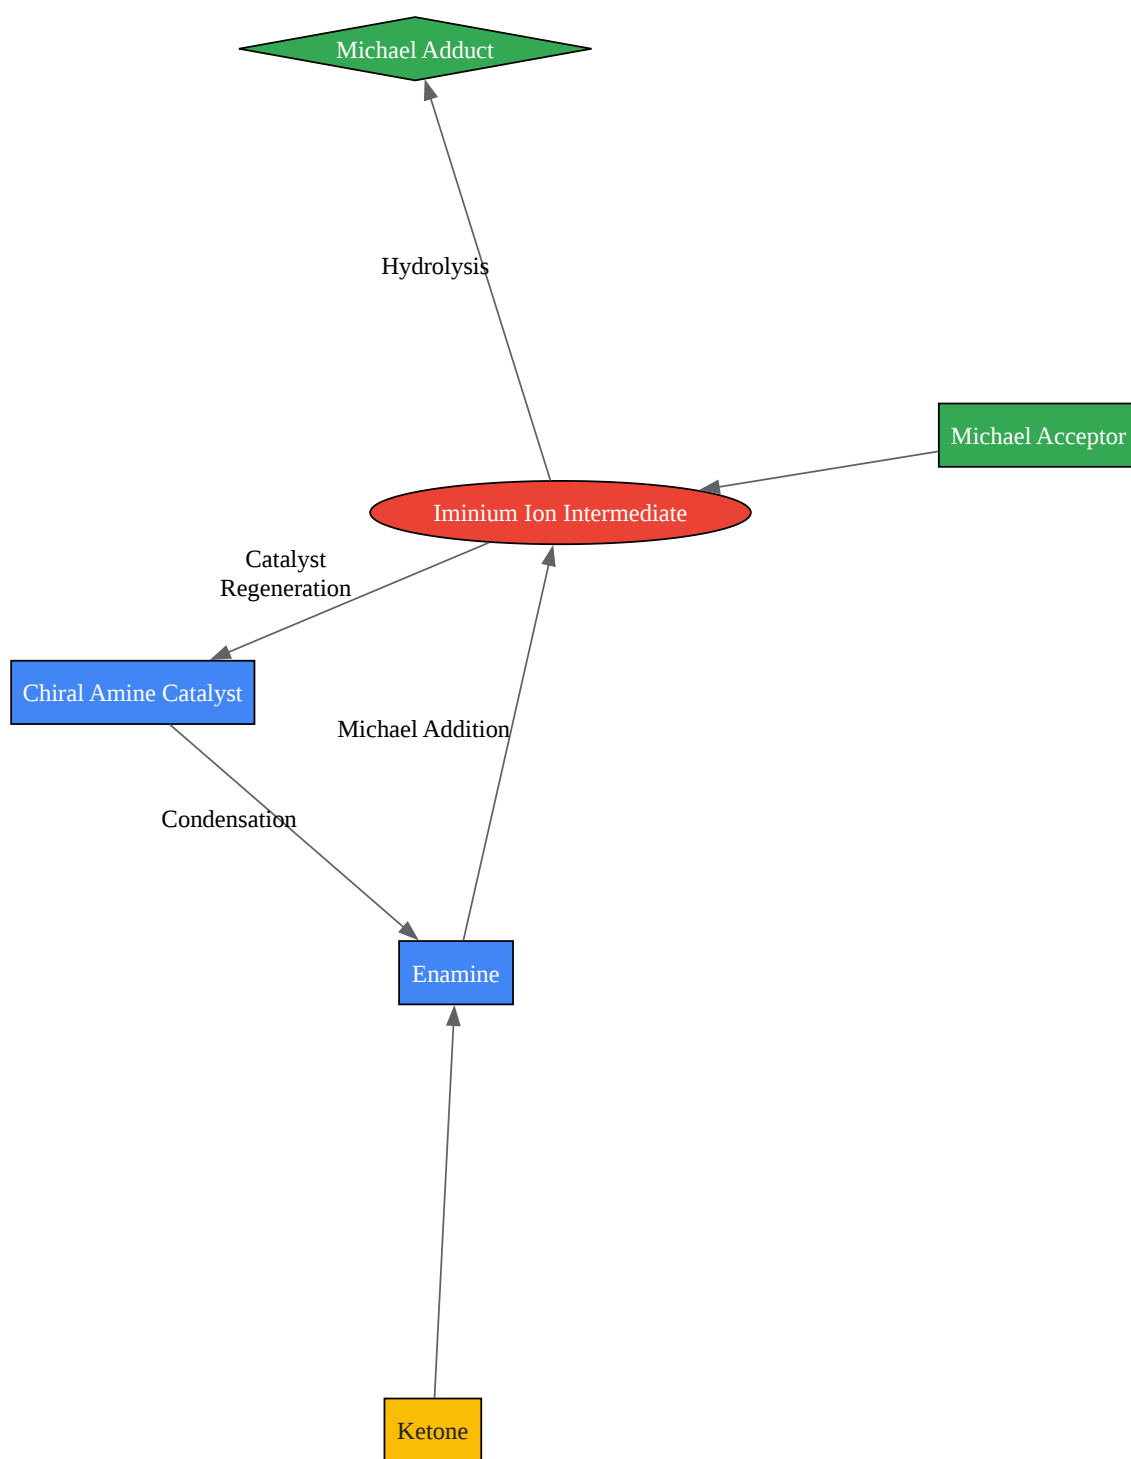 Michael Adduct
Hydrolysis
Michael Acceptor
Iminium Ion Intermediate
Catalyst
Regeneration
Chiral Amine Catalyst
Michael Addition
Condensation
Enamine
Ketone